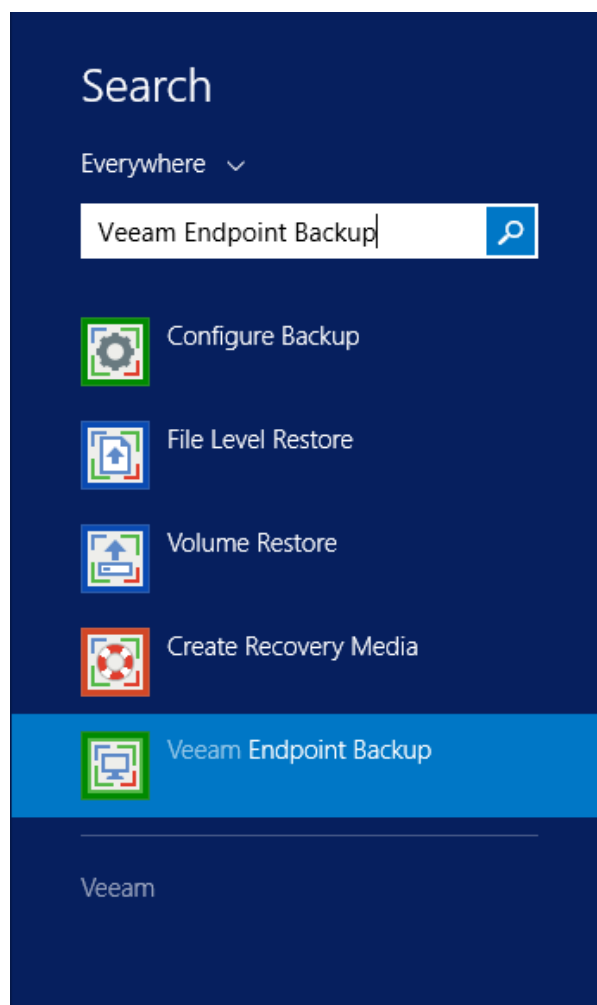 Search
Everywhere
Veeam Endpoint Backup
Configure Backup
File Level Restore
Volume Restore
Create Recovery Media
Veeam Endpoint Backup
Veeam